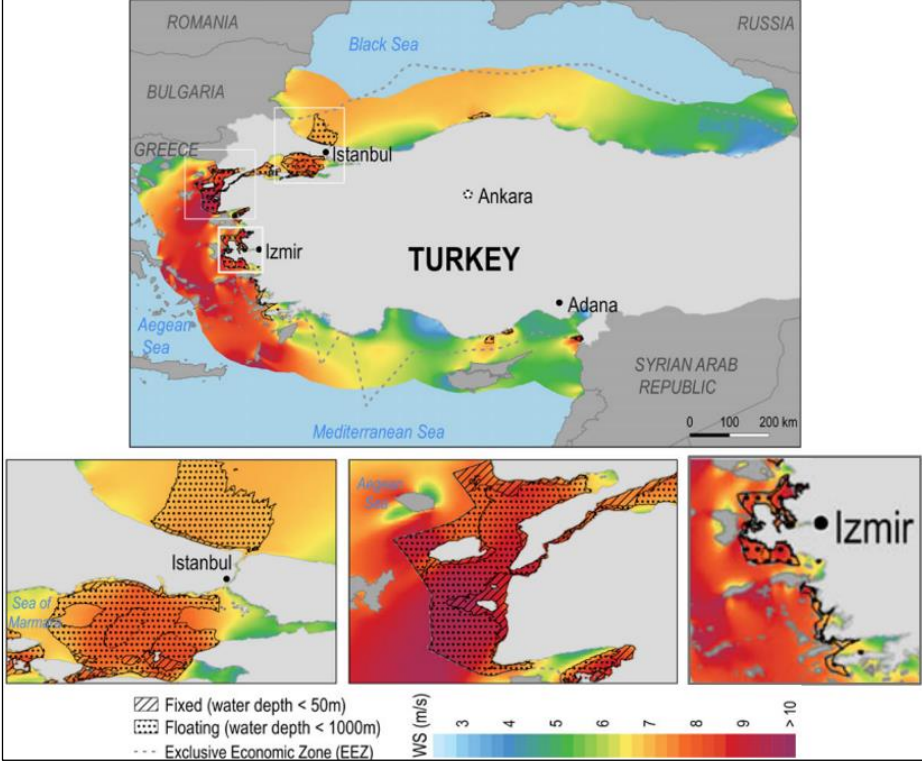 ROMANIA
RUSSIA
Black Sea
BULGARIA
GREECE
Istanbul
Ankara
TURKEY
Izmir
Adana
Aegean
Sea
SYRIAN ARAB
REPUBLIC
Mediterranean Sea
0 100 200 km
Istanbul
Sea of
Marmara
Aegean
Sea
Izmir
Fixed (water depth < 50m)
Floating (water depth < 1000m)
Exclusive Economic Zone (EEZ)
WS (m/s)
3 4 5 6 7 8 9 > 10